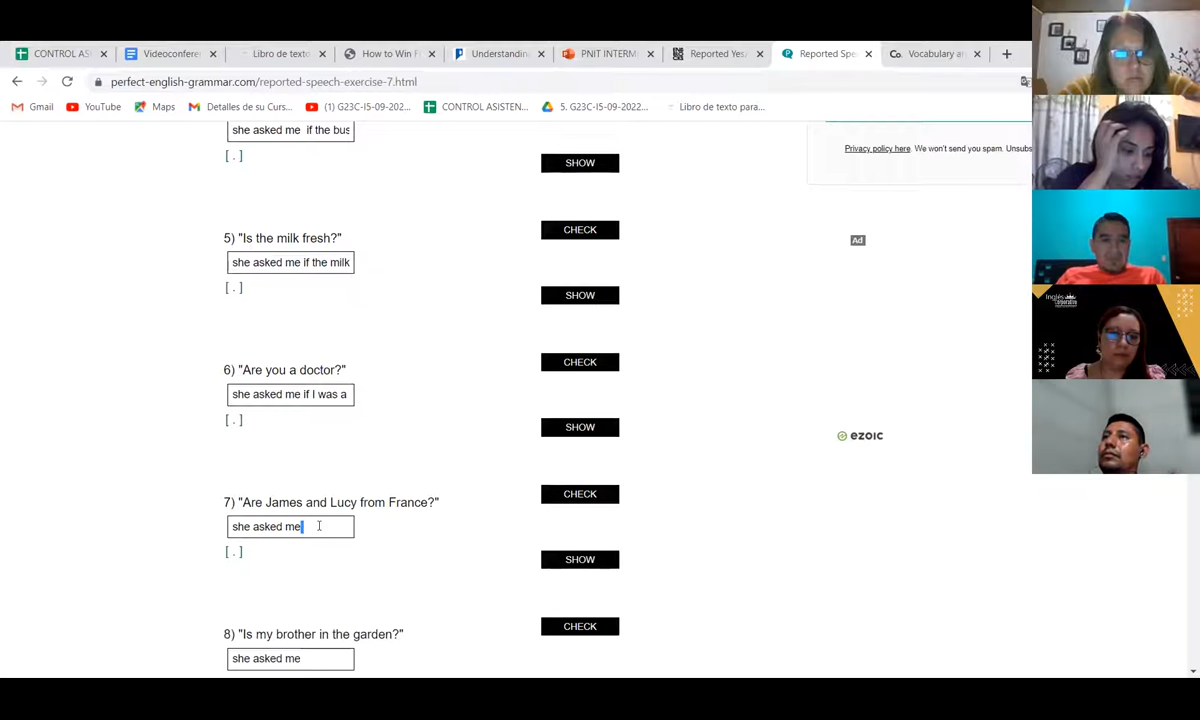 CONTROL AS
Videoconfere
Libro de texto
How to Win F
Understandin
PNIT INTERM
Reported Yes/
Reported Spe
Vocabulary an
perfect-english-grammar.com/reported-speech-exercise-7.html
Gmail
YouTube
Maps
Detalles de su Curs...
(1) G23C-I5-09-202...
CONTROL ASISTEN...
5. G23C-I5-09-2022...
Libro de texto para...
she asked me if the bus
[ . ]
SHOW
Privacy policy here. We won't send you spam. Unsubs
5) "Is the milk fresh?"
CHECK
she asked me if the milk
[ . ]
SHOW
Ad
6) "Are you a doctor?"
CHECK
she asked me if I was a
[ . ]
SHOW
ezoic
7) "Are James and Lucy from France?"
CHECK
she asked me
[ . ]
SHOW
8) "Is my brother in the garden?"
CHECK
she asked me
Inglés